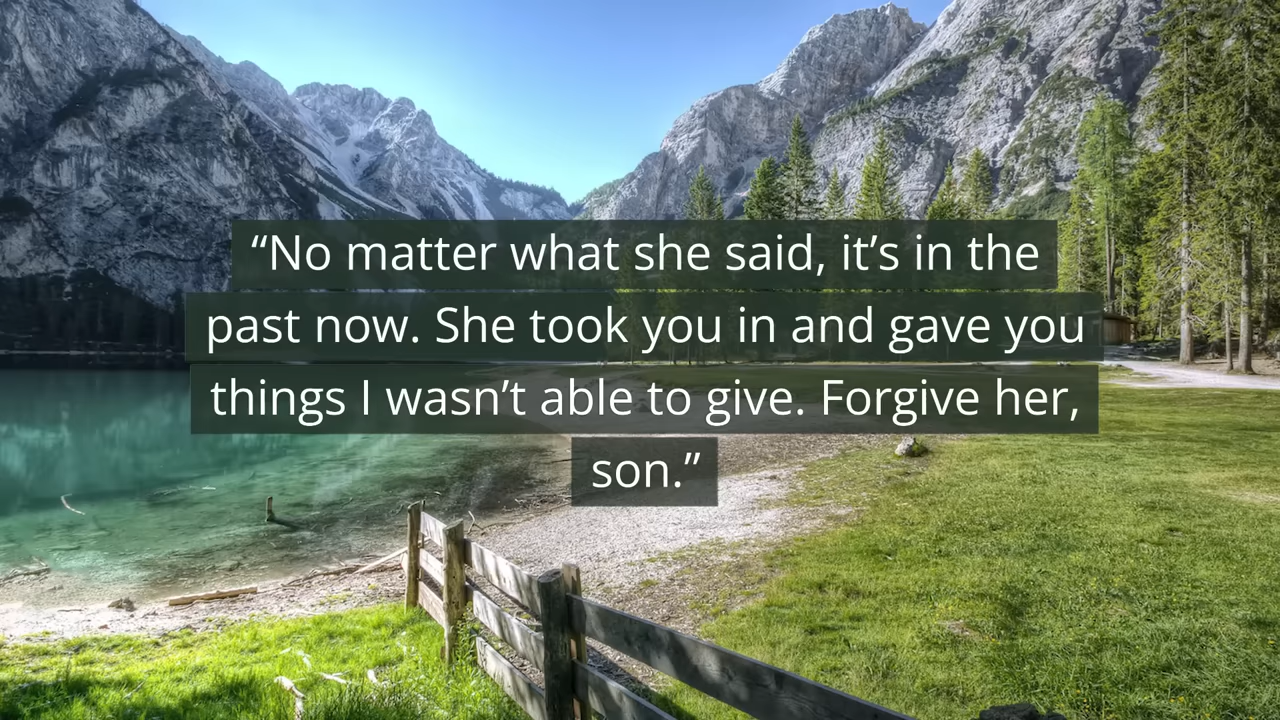 “No matter what she said, it’s in the
past now. She took you in and gave you
things I wasn’t able to give. Forgive her,
son.”